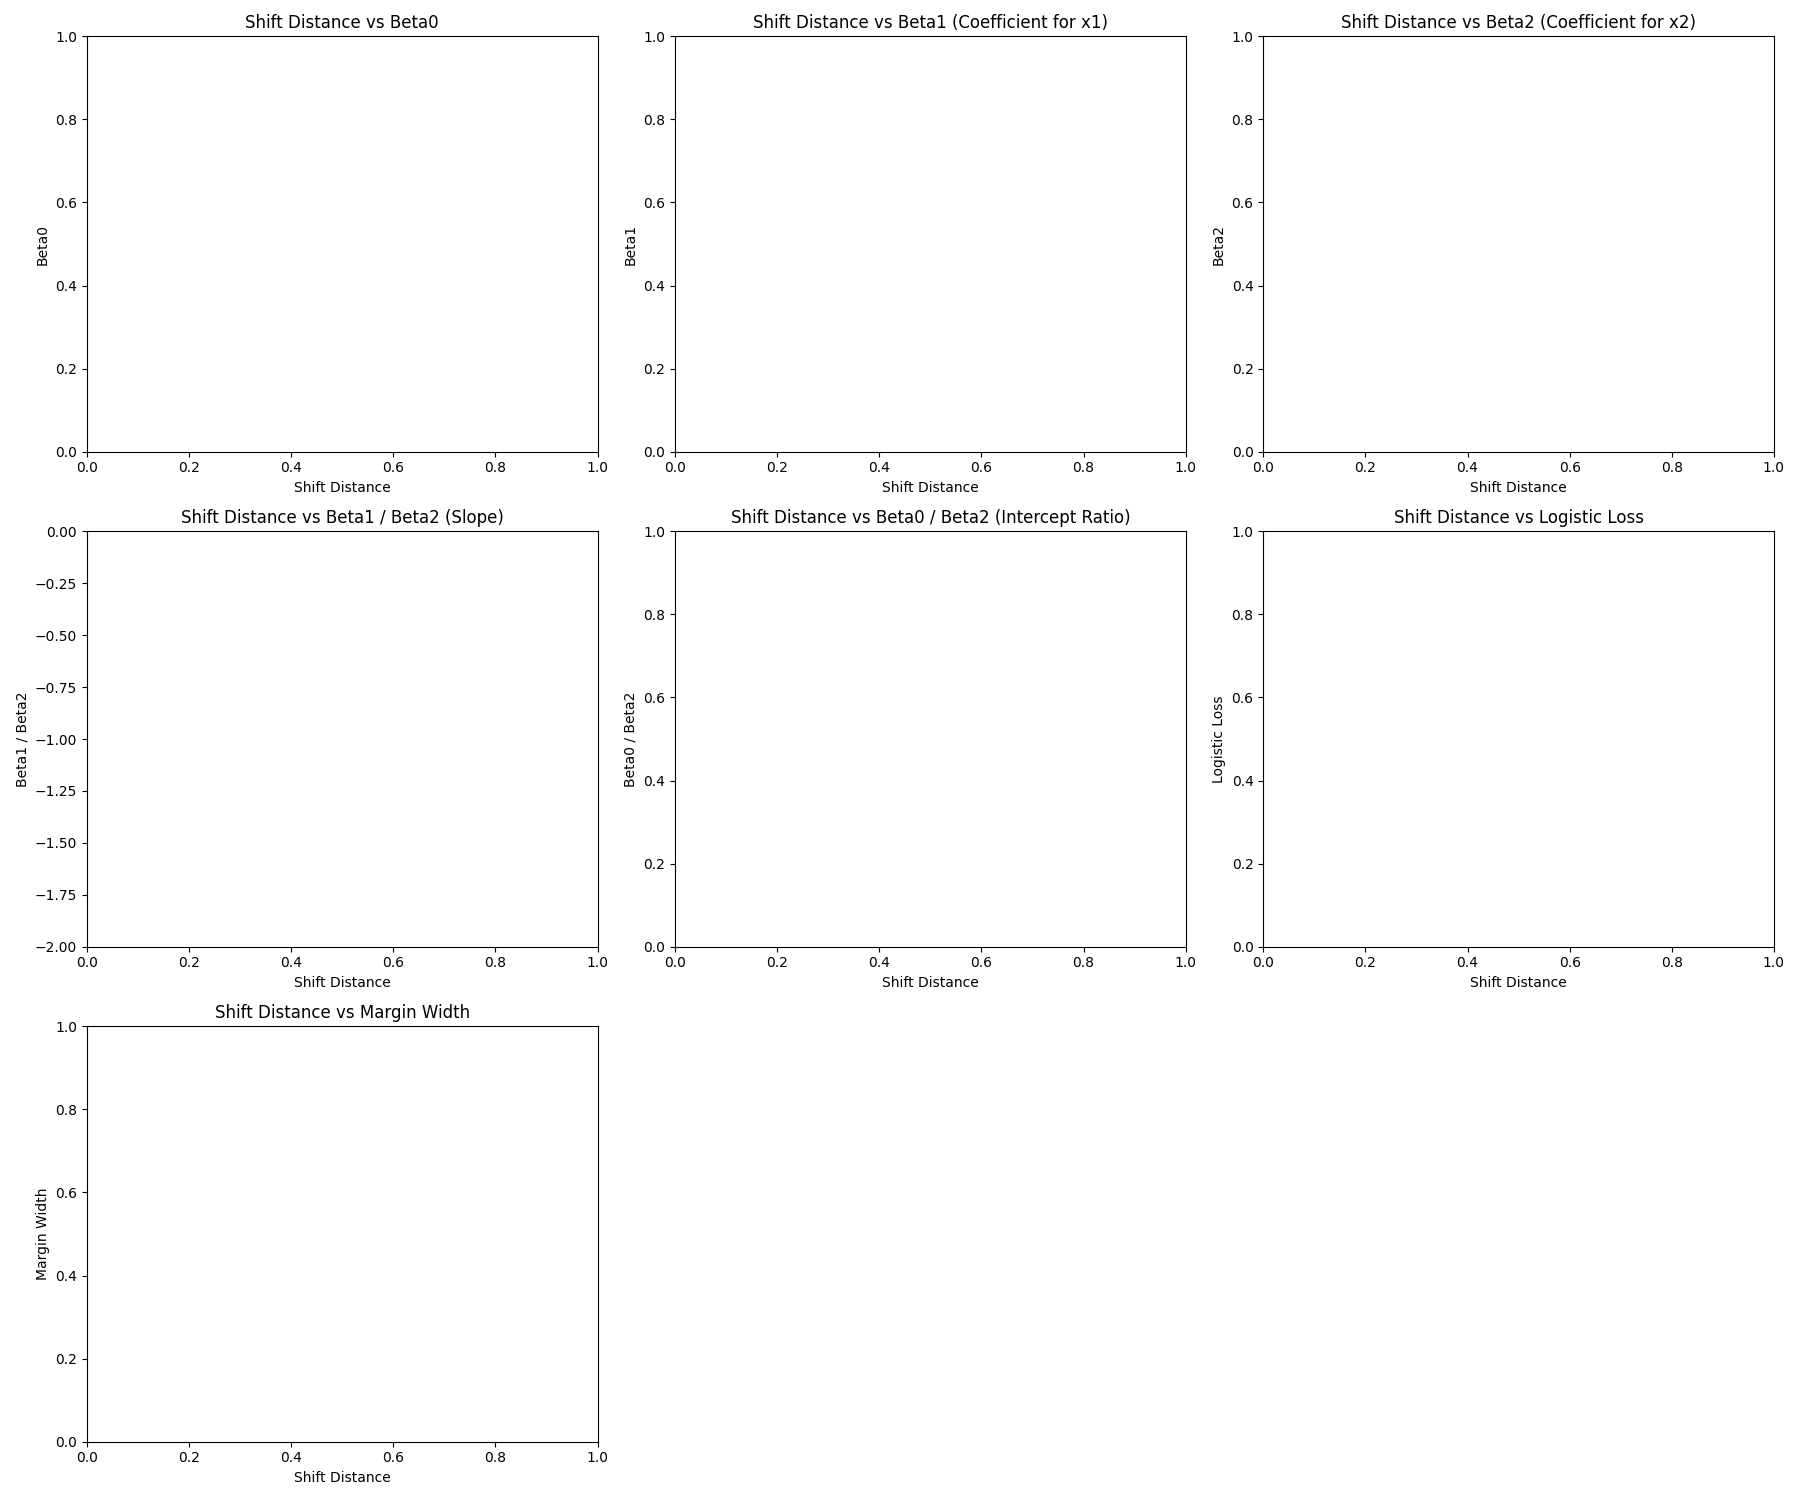 Shift Distance vs Beta0
1.0
0.8
0.6
0.4
0.2
0.0
Beta0
0.0 0.2 0.4 0.6 0.8 1.0
Shift Distance
Shift Distance vs Beta1 (Coefficient for x1)
1.0
0.8
0.6
0.4
0.2
0.0
Beta1
0.0 0.2 0.4 0.6 0.8 1.0
Shift Distance
Shift Distance vs Beta2 (Coefficient for x2)
1.0
0.8
0.6
0.4
0.2
0.0
Beta2
0.0 0.2 0.4 0.6 0.8 1.0
Shift Distance
Shift Distance vs Beta1 / Beta2 (Slope)
0.00
−0.25
−0.50
−0.75
−1.00
−1.25
−1.50
−1.75
−2.00
Beta1 / Beta2
0.0 0.2 0.4 0.6 0.8 1.0
Shift Distance
Shift Distance vs Beta0 / Beta2 (Intercept Ratio)
1.0
0.8
0.6
0.4
0.2
0.0
Beta0 / Beta2
0.0 0.2 0.4 0.6 0.8 1.0
Shift Distance
Shift Distance vs Logistic Loss
1.0
0.8
0.6
0.4
0.2
0.0
Logistic Loss
0.0 0.2 0.4 0.6 0.8 1.0
Shift Distance
Shift Distance vs Margin Width
1.0
0.8
0.6
0.4
0.2
0.0
Margin Width
0.0 0.2 0.4 0.6 0.8 1.0
Shift Distance